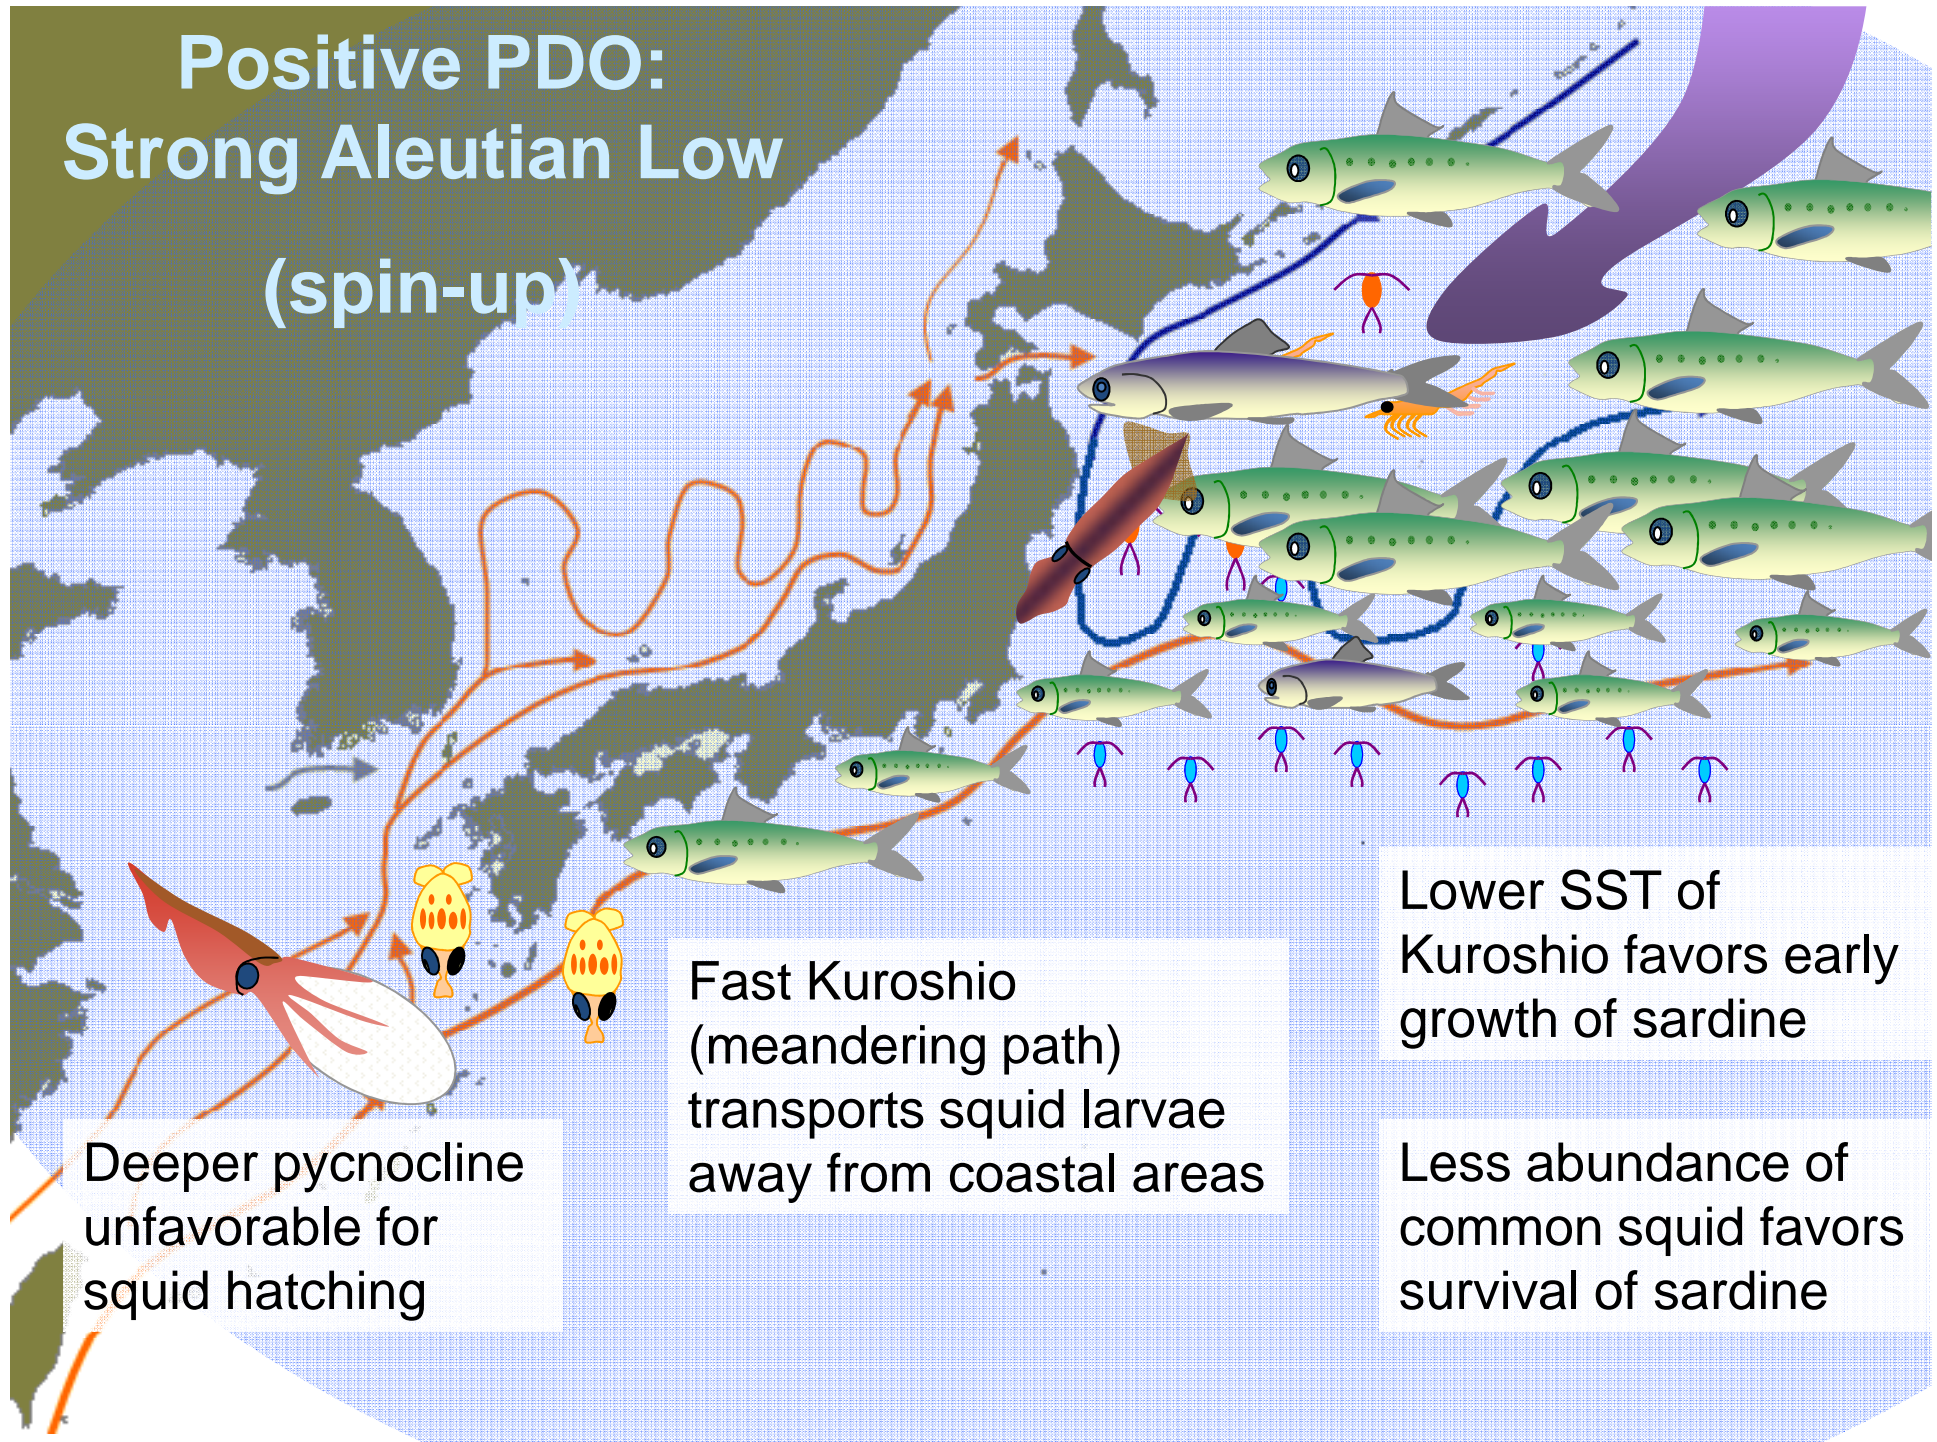 Positive PDO:
Strong Aleutian Low
(spin-up)
Lower SST of
Kuroshio favors early
growth of sardine
Fast Kuroshio
(meandering path)
transports squid larvae
away from coastal areas
Deeper pycnocline
unfavorable for
squid hatching
Less abundance of
common squid favors
survival of sardine